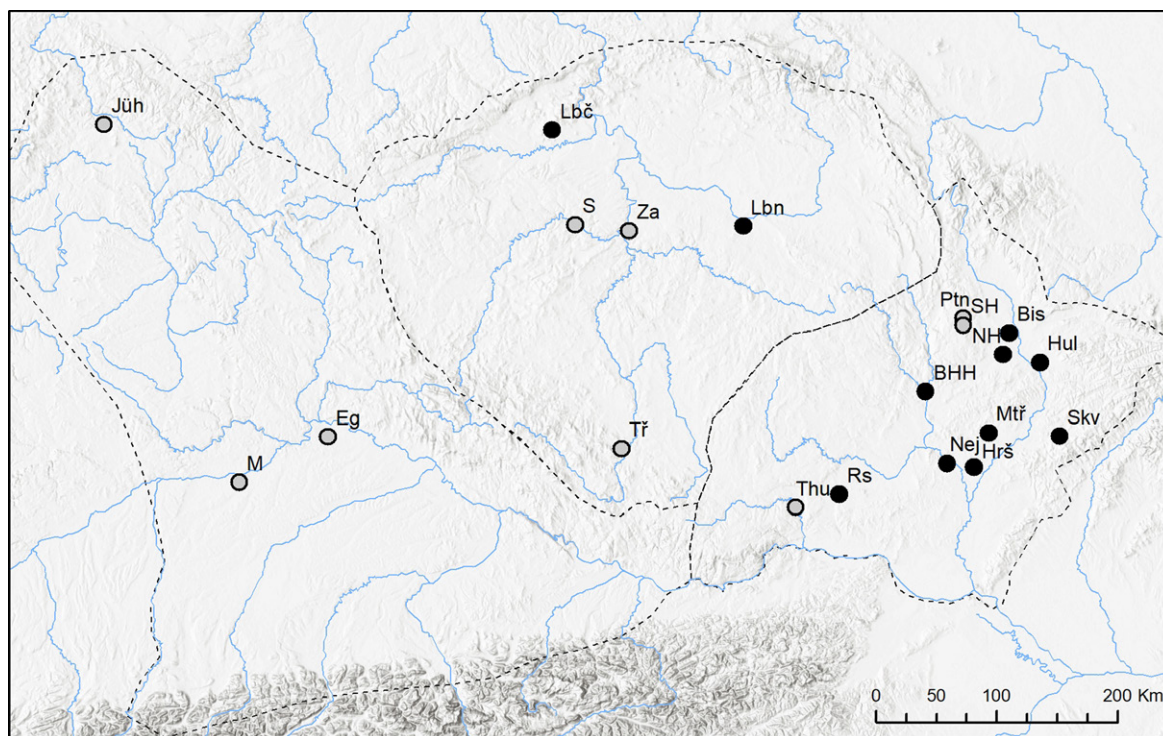 Jüh
Lbč
S
Za
Lbn
Ptn
SH
Bis
NH
Hul
BHH
Eg
Tř
Mtř
Skv
M
Nej
Hrš
Thu
Rs
0 50 100 200 Km